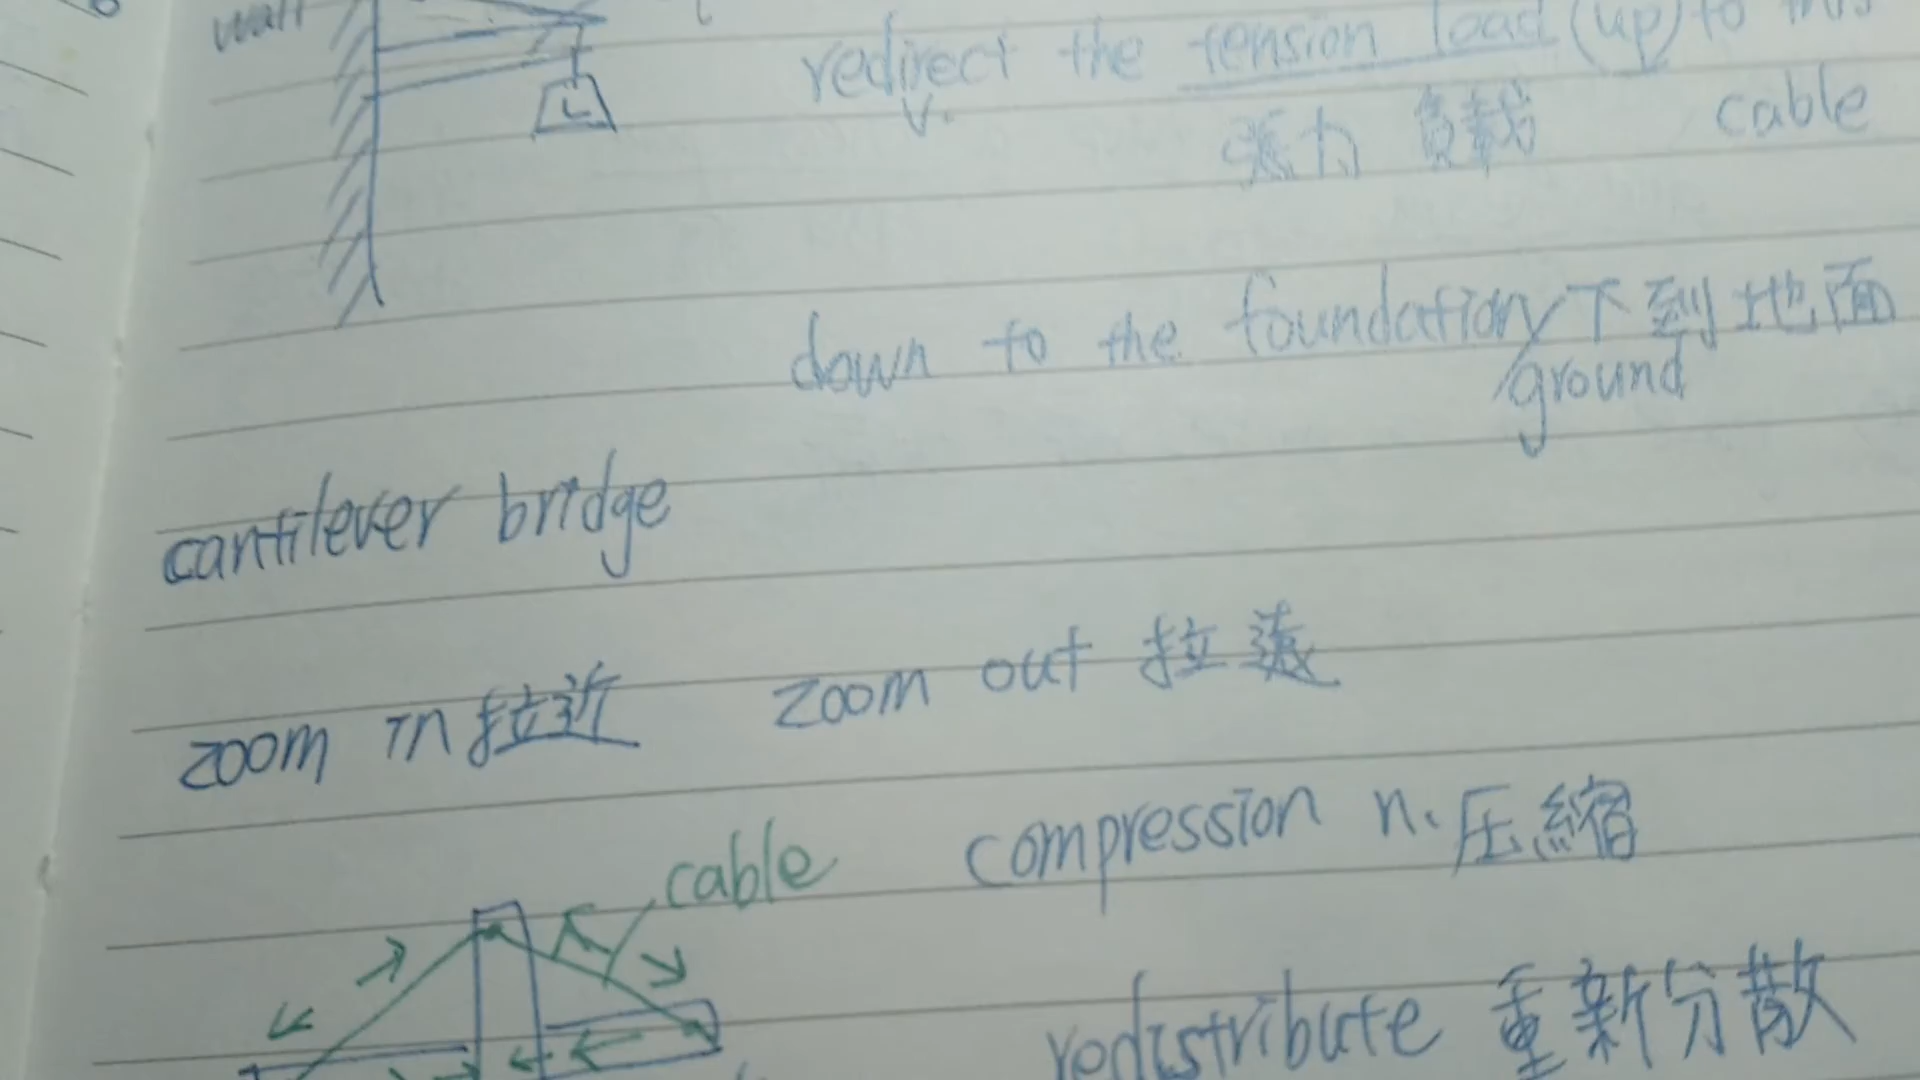 wall
redirect the tension load (up) to this
v.
張力 負載 cable
L
down to the foundation/下到地面
/ground
cantilever bridge
zoom in 拉近 zoom out 拉遠
cable compression n. 压縮
redistribute 重新分散